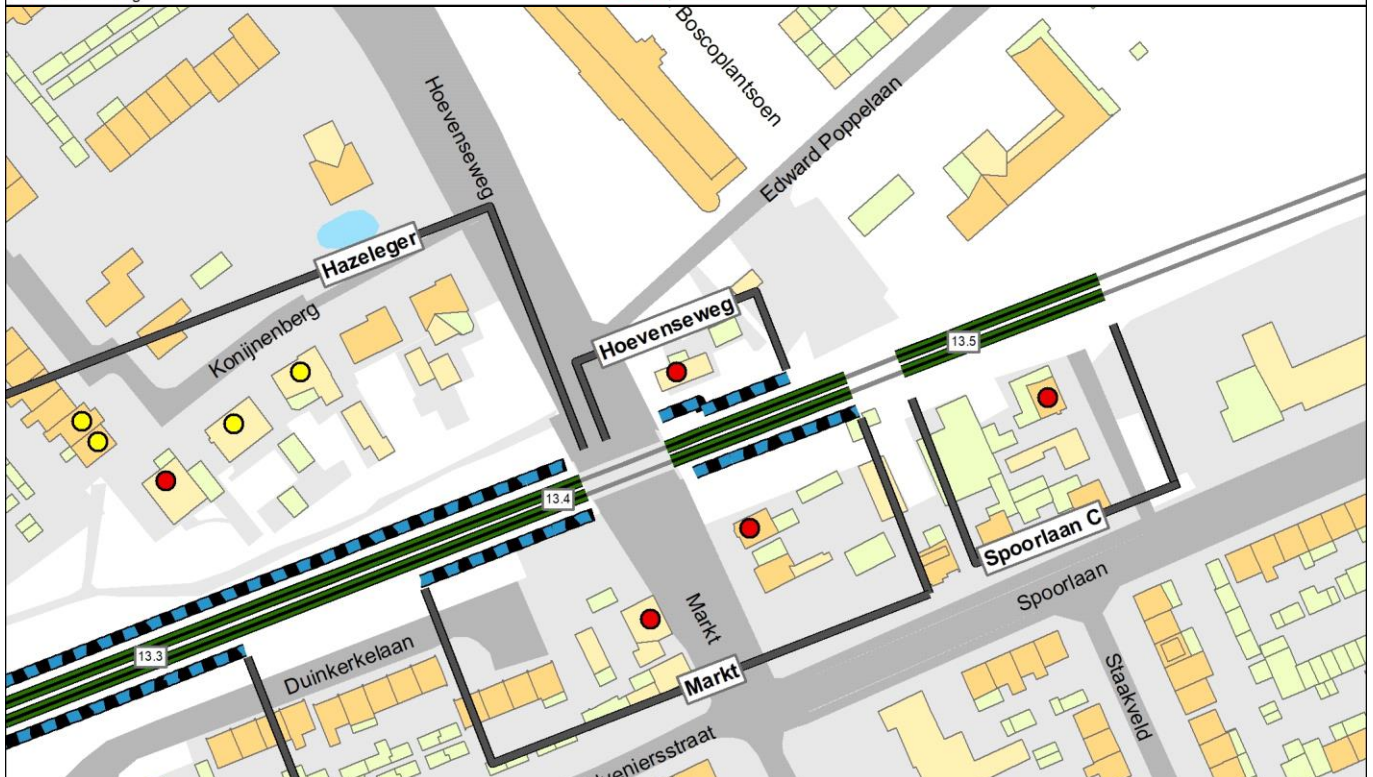 Boscoplantsoen
Hoevenseweg
Edward Poppelaan
Hazeleger
Konijnenberg
Hoevenseweg
13.5
13.4
Spoorlaan C
Spoorlaan
Markt
13.3
Duinkerkelaan
Markt
Staakveld